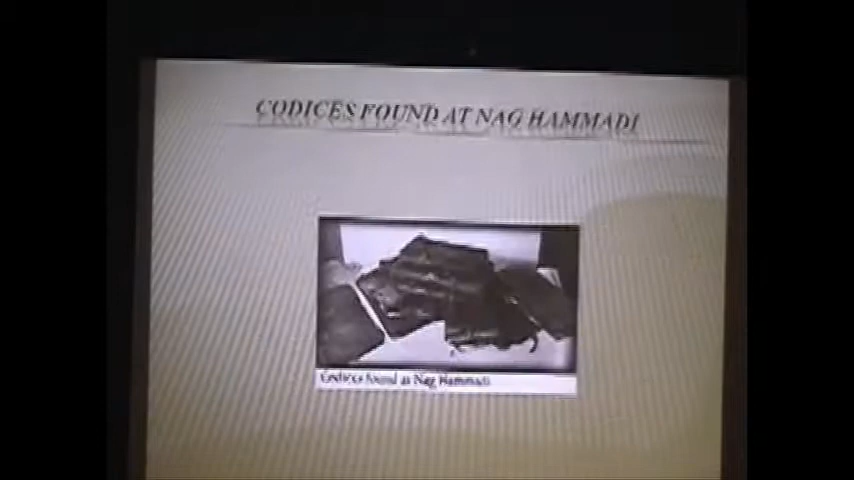 CODICES FOUND AT NAG HAMMADI
Codices found at Nag Hammadi